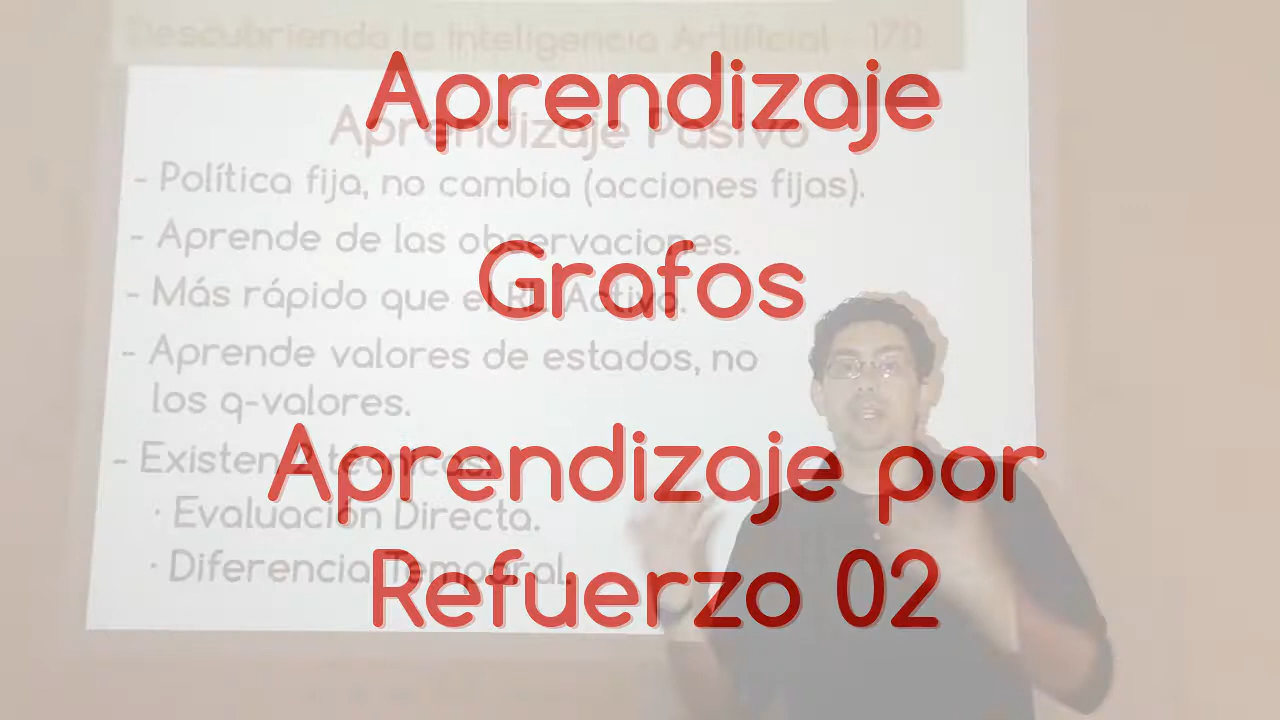 Descubriendo la Inteligencia Artificial - 170
Aprendizaje
Aprendizaje Pasivo
- Política fija, no cambia (acciones fijas).
- Aprende de las observaciones.
Grafos
- Más rápido que el RL Activo.
- Aprende valores de estados, no
los q-valores.
Aprendizaje por
- Existen 2 técnicas:
· Evaluación Directa.
· Diferencia Temporal.
Refuerzo 02